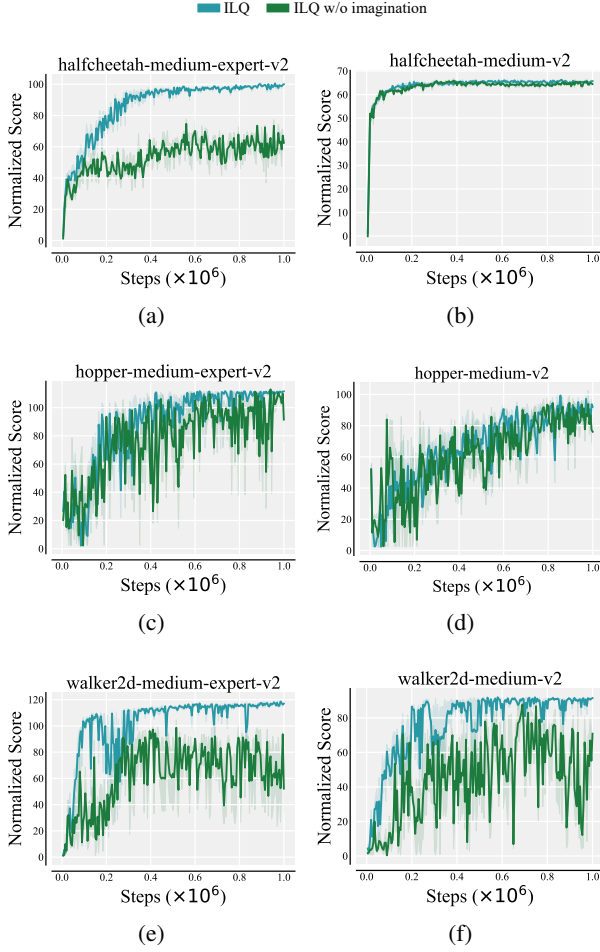 ILQ ILQ w/o imagination
halfcheetah-medium-expert-v2 halfcheetah-medium-v2
Normalized Score
100
80
60
40
20
0
0.0 0.2 0.4 0.6 0.8 1.0
Steps (×10⁶)
(a)
Normalized Score
70
60
50
40
30
20
10
0
0.0 0.2 0.4 0.6 0.8 1.0
Steps (×10⁶)
(b)
hopper-medium-expert-v2 hopper-medium-v2
Normalized Score
100
80
60
40
20
0
0.0 0.2 0.4 0.6 0.8 1.0
Steps (×10⁶)
(c)
Normalized Score
100
80
60
40
20
0
0.0 0.2 0.4 0.6 0.8 1.0
Steps (×10⁶)
(d)
walker2d-medium-expert-v2 walker2d-medium-v2
Normalized Score
120
100
80
60
40
20
0
0.0 0.2 0.4 0.6 0.8 1.0
Steps (×10⁶)
(e)
Normalized Score
80
60
40
20
0
0.0 0.2 0.4 0.6 0.8 1.0
Steps (×10⁶)
(f)